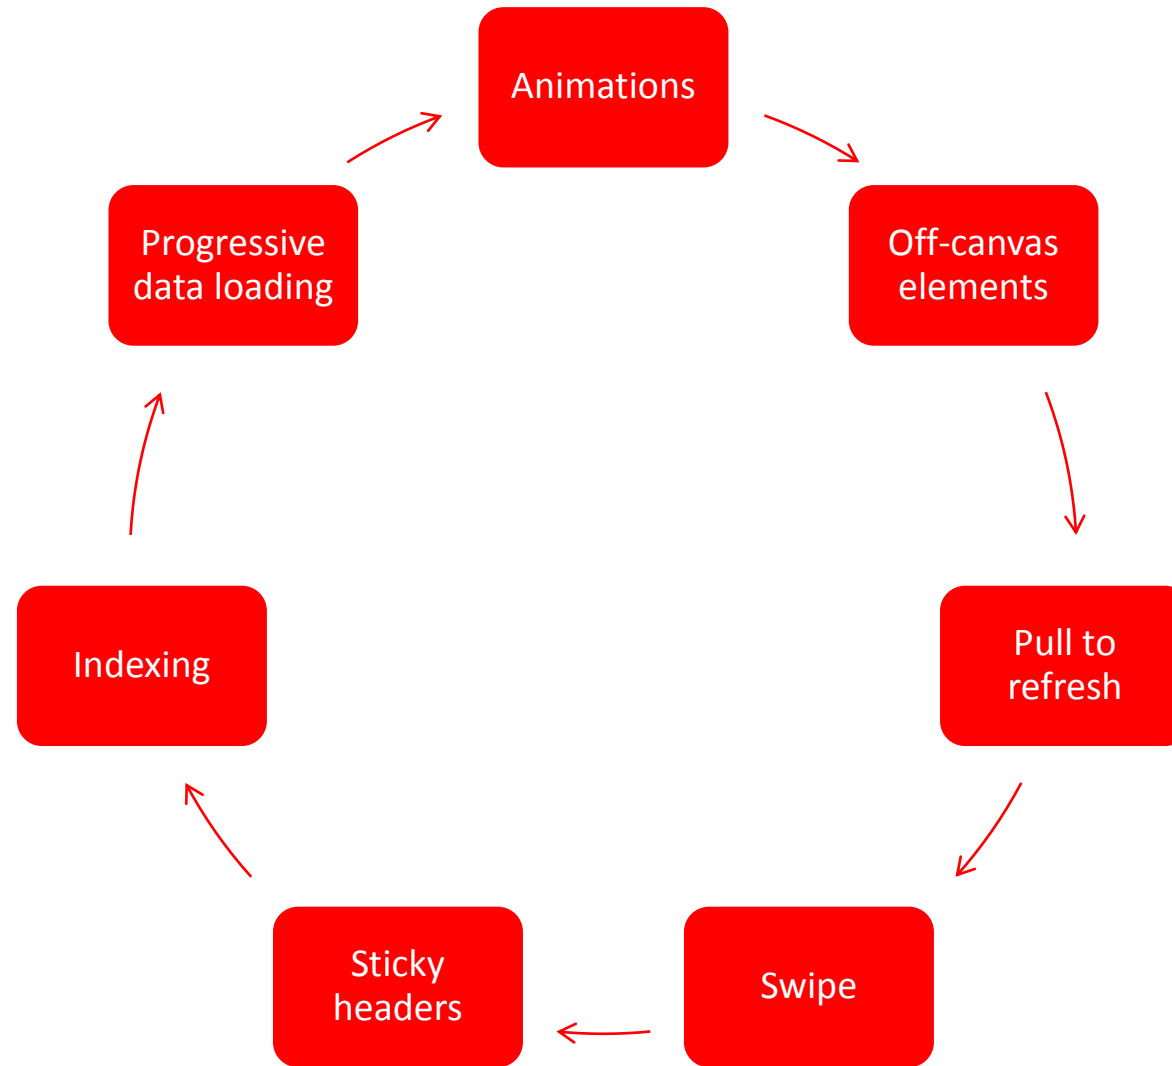 Animations
Off-canvas
elements
Pull to
refresh
Swipe
Sticky
headers
Indexing
Progressive
data loading